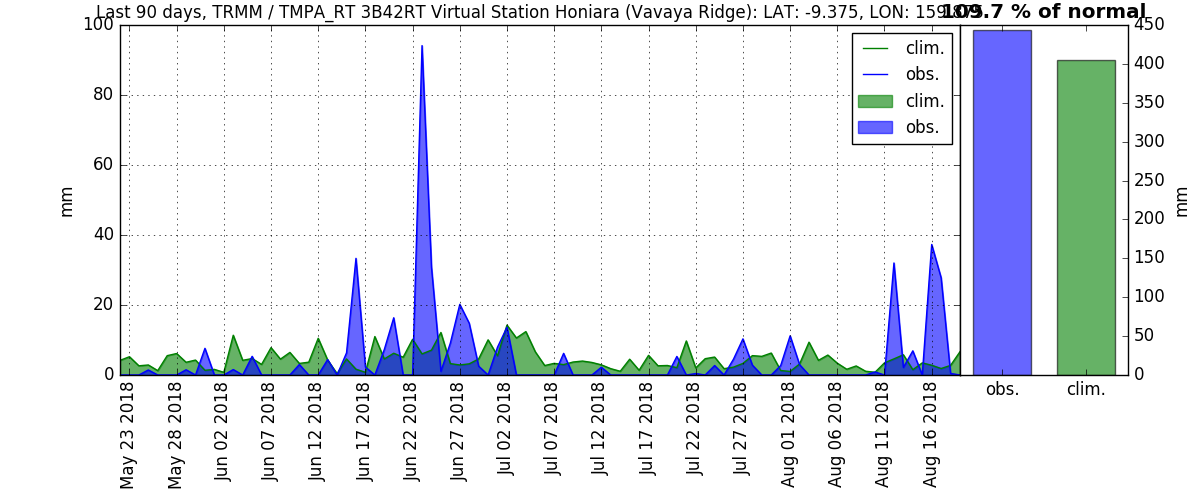 Last 90 days, TRMM / TMPA_RT 3B42RT Virtual Station Honiara (Vavaya Ridge): LAT: -9.375, LON:
109.7 % of normal
100
80
60
40
20
0
mm
clim.
obs.
clim.
obs.
450
400
350
300
250
200
150
100
50
0
mm
obs.
clim.
May 23 2018
May 28 2018
Jun 02 2018
Jun 07 2018
Jun 12 2018
Jun 17 2018
Jun 22 2018
Jun 27 2018
Jul 02 2018
Jul 07 2018
Jul 12 2018
Jul 17 2018
Jul 22 2018
Jul 27 2018
Aug 01 2018
Aug 06 2018
Aug 11 2018
Aug 16 2018